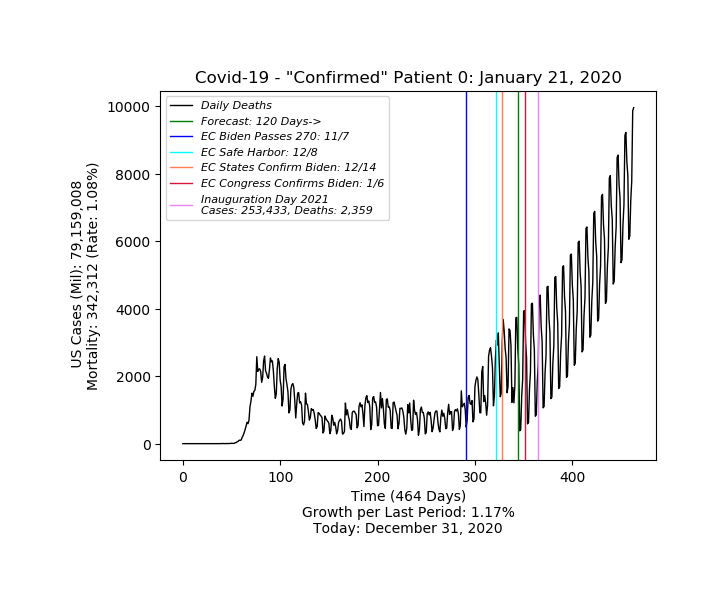 Covid-19 - "Confirmed" Patient 0: January 21, 2020
10000
8000
6000
4000
2000
0
US Cases (Mil): 79,159,008
Mortality: 342,312 (Rate: 1.08%)
Daily Deaths
Forecast: 120 Days->
EC Biden Passes 270: 11/7
EC Safe Harbor: 12/8
EC States Confirm Biden: 12/14
EC Congress Confirms Biden: 1/6
Inauguration Day 2021
Cases: 253,433, Deaths: 2,359
0 100 200 300 400
Time (464 Days)
Growth per Last Period: 1.17%
Today: December 31, 2020